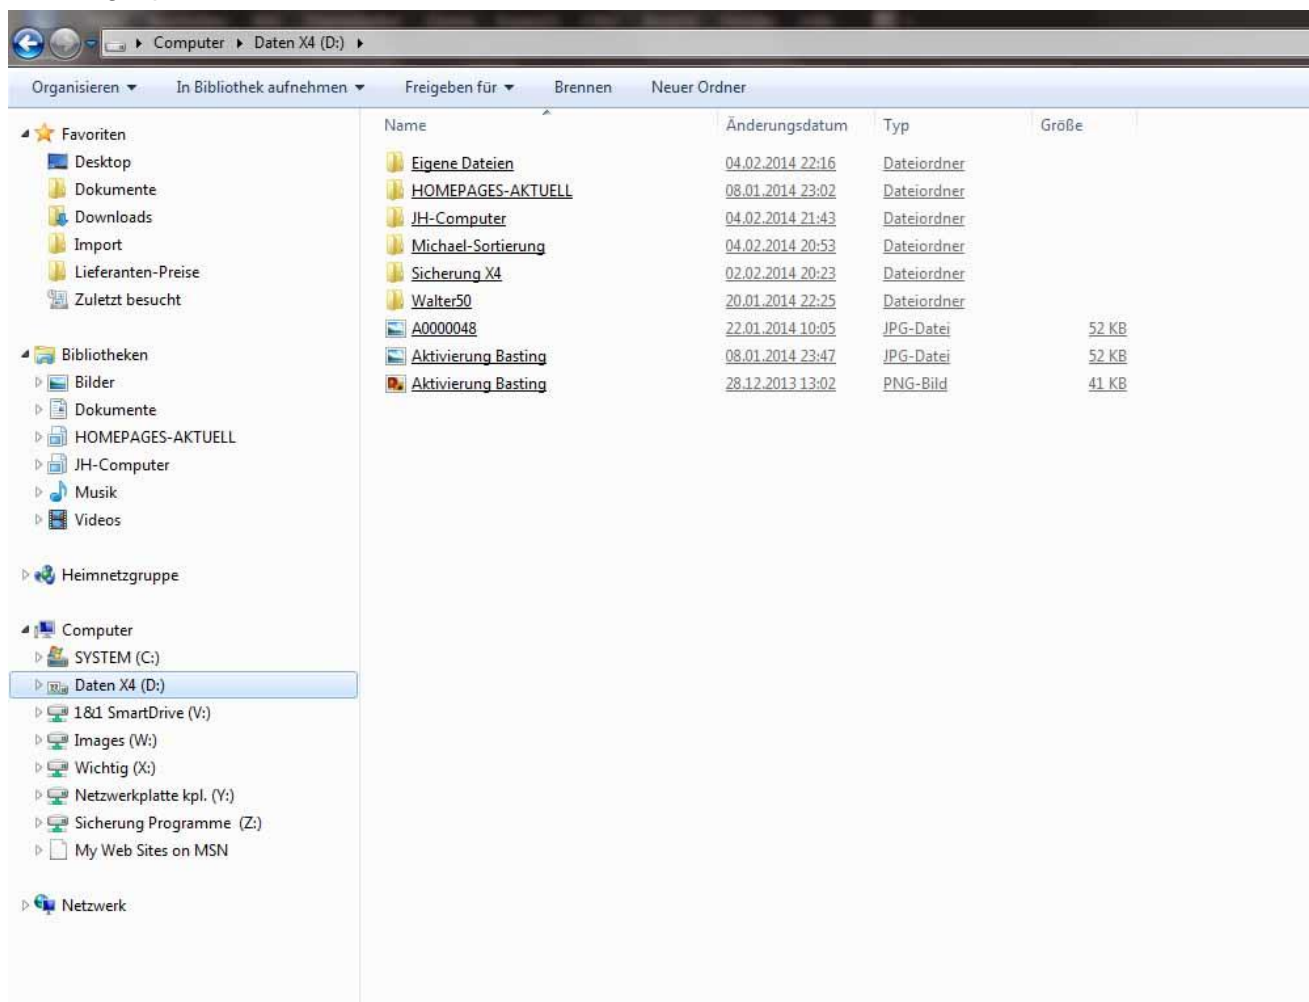 Computer ▸ Daten X4 (D:) ▸
Organisieren ▾ In Bibliothek aufnehmen ▾ Freigeben für ▾ Brennen Neuer Ordner
Favoriten
Desktop
Dokumente
Downloads
Import
Lieferanten-Preise
Zuletzt besucht
Bibliotheken
Bilder
Dokumente
HOMEPAGES-AKTUELL
JH-Computer
Musik
Videos
Heimnetzgruppe
Computer
SYSTEM (C:)
Daten X4 (D:)
1&1 SmartDrive (V:)
Images (W:)
Wichtig (X:)
Netzwerkplatte kpl. (Y:)
Sicherung Programme (Z:)
My Web Sites on MSN
Netzwerk
Name Änderungsdatum Typ Größe
Eigene Dateien 04.02.2014 22:16 Dateiordner
HOMEPAGES-AKTUELL 08.01.2014 23:02 Dateiordner
JH-Computer 04.02.2014 21:43 Dateiordner
Michael-Sortierung 04.02.2014 20:53 Dateiordner
Sicherung X4 02.02.2014 20:23 Dateiordner
Walter50 20.01.2014 22:25 Dateiordner
A0000048 22.01.2014 10:05 JPG-Datei 52 KB
Aktivierung Basting 08.01.2014 23:47 JPG-Datei 52 KB
Aktivierung Basting 28.12.2013 13:02 PNG-Bild 41 KB